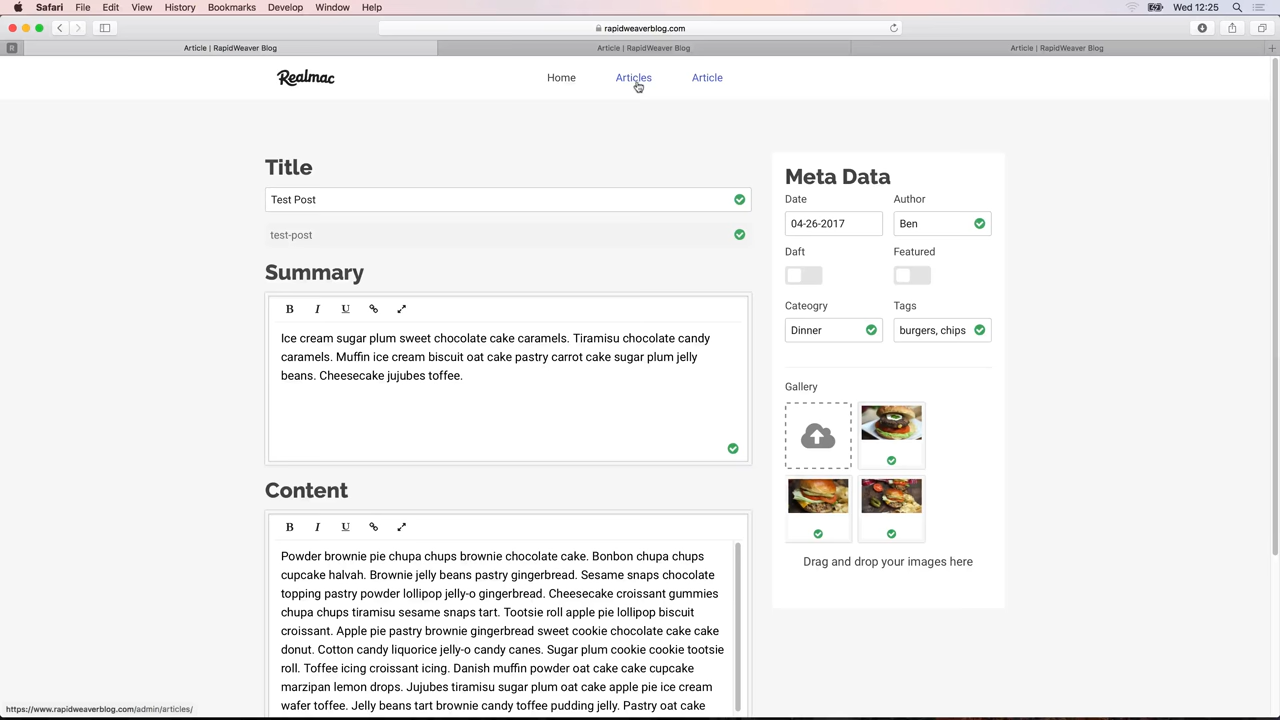 Safari File Edit View History Bookmarks Develop Window Help Wed 12:25
rapidweaverblog.com
R Article | RapidWeaver Blog Article | RapidWeaver Blog Article | RapidWeaver Blog
Realmac Home Articles Article
Title
Test Post
test-post
Summary
B I U
Ice cream sugar plum sweet chocolate cake caramels. Tiramisu chocolate candy
caramels. Muffin ice cream biscuit oat cake pastry carrot cake sugar plum jelly
beans. Cheesecake jujubes toffee.
Content
B I U
Powder brownie pie chupa chups brownie chocolate cake. Bonbon chupa chups
cupcake halvah. Brownie jelly beans pastry gingerbread. Sesame snaps chocolate
topping pastry powder lollipop jelly-o gingerbread. Cheesecake croissant gummies
chupa chups tiramisu sesame snaps tart. Tootsie roll apple pie lollipop biscuit
croissant. Apple pie pastry brownie gingerbread sweet cookie chocolate cake cake
donut. Cotton candy liquorice jelly-o candy canes. Sugar plum cookie cookie tootsie
roll. Toffee icing croissant icing. Danish muffin powder oat cake cake cupcake
marzipan lemon drops. Jujubes tiramisu sugar plum oat cake apple pie ice cream
wafer toffee. Jelly beans tart brownie candy toffee pudding jelly. Pastry oat cake
Meta Data
Date Author
04-26-2017 Ben
Daft Featured
Cateogry Tags
Dinner burgers, chips
Gallery
Drag and drop your images here
https://www.rapidweaverblog.com/admin/articles/